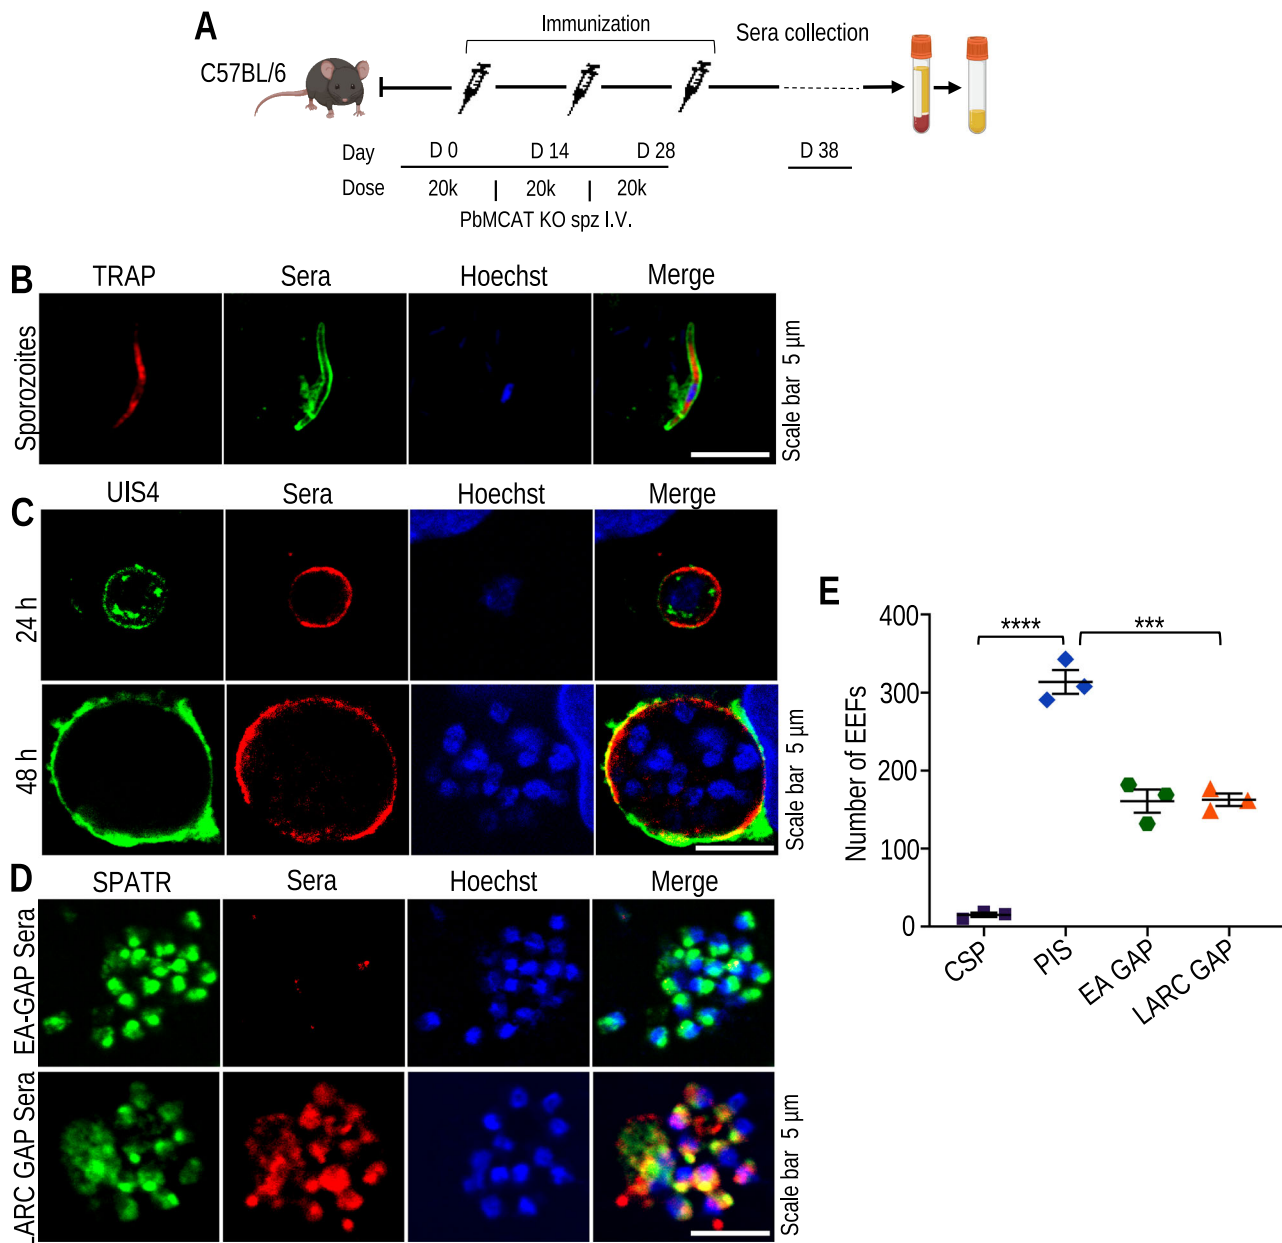 A
Immunization
Sera collection
C57BL/6
Day D 0 D 14 D 28 D 38
Dose 20k | 20k | 20k
PbMCAT KO spz I.V.
B
TRAP Sera Hoechst Merge
Sporozoites
Scale bar 5 µm
C
UIS4 Sera Hoechst Merge
24 h
48 h
Scale bar 5 µm
D
SPATR Sera Hoechst Merge
EA-GAP Sera
LARC GAP Sera
Scale bar 5 µm
E
**** ***
Number of EEFs
400
300
200
100
0
CSP PIS EA GAP LARC GAP